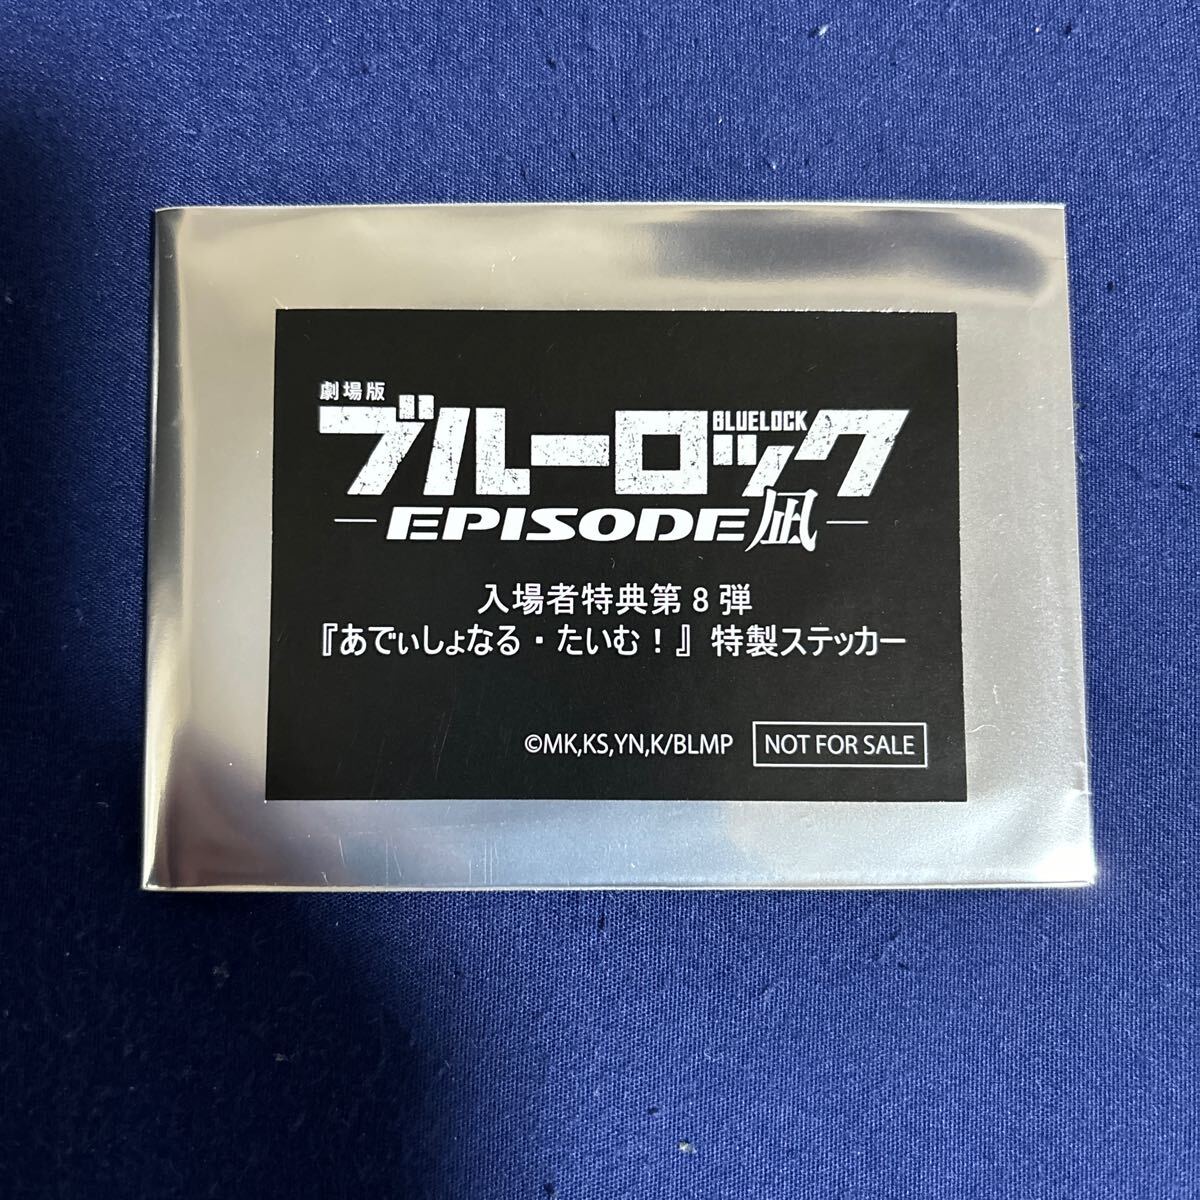 劇場版
ブルーロック
BLUELOCK
－EPISODE凪－
入場者特典第8弾
『あでぃしょなる・たいむ！』特製ステッカー
©MK,KS,YN,K/BLMP
NOT FOR SALE